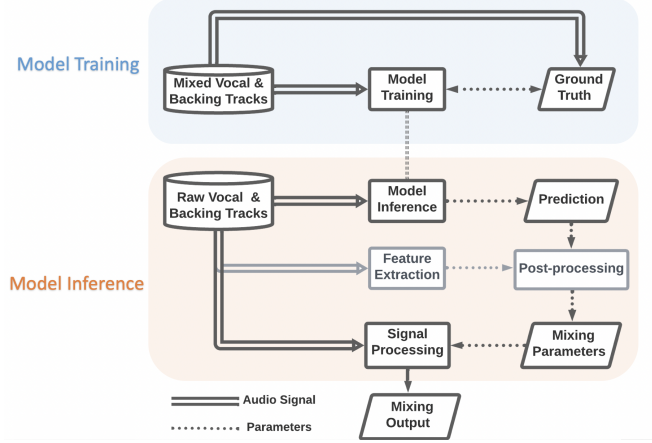 Model Training
Mixed Vocal &
Backing Tracks
Model
Training
Ground
Truth
Raw Vocal &
Backing Tracks
Model
Inference
Prediction
Model Inference
Feature
Extraction
Post-processing
Signal
Processing
Mixing
Parameters
Audio Signal
Parameters
Mixing
Output